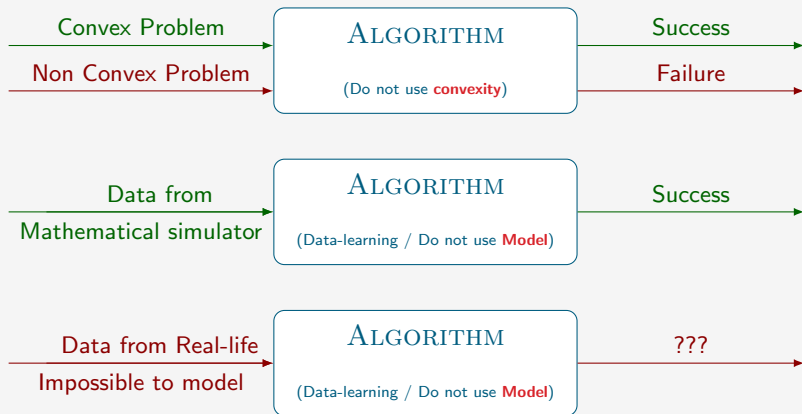 Convex Problem
ALGORITHM
Success
Non Convex Problem
(Do not use convexity)
Failure
Data from
Mathematical simulator
ALGORITHM
(Data-learning / Do not use Model)
Success
Data from Real-life
Impossible to model
ALGORITHM
(Data-learning / Do not use Model)
???